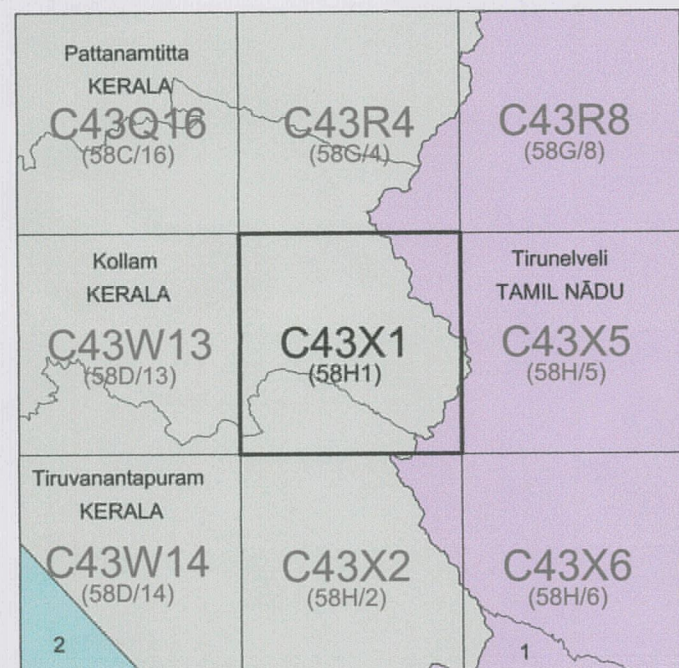 Pattanamtitta
KERALA
C43Q16
(58C/16)
C43R4
(58G/4)
C43R8
(58G/8)
Kollam
KERALA
C43W13
(58D/13)
C43X1
(58H1)
Tirunelveli
TAMIL NĀDU
C43X5
(58H/5)
Tiruvanantapuram
KERALA
C43W14
(58D/14)
C43X2
(58H/2)
C43X6
(58H/6)
2
1